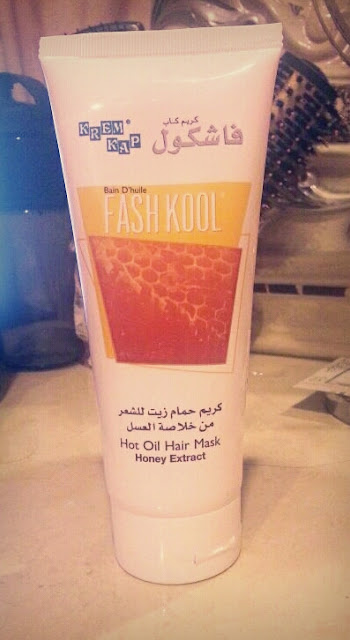 KREM KAP
كريم كاب
فاشكول
Bain D'huile
FASH KOOL
كريم حمام زيت للشعر
من خلاصة العسل
Hot Oil Hair Mask
Honey Extract